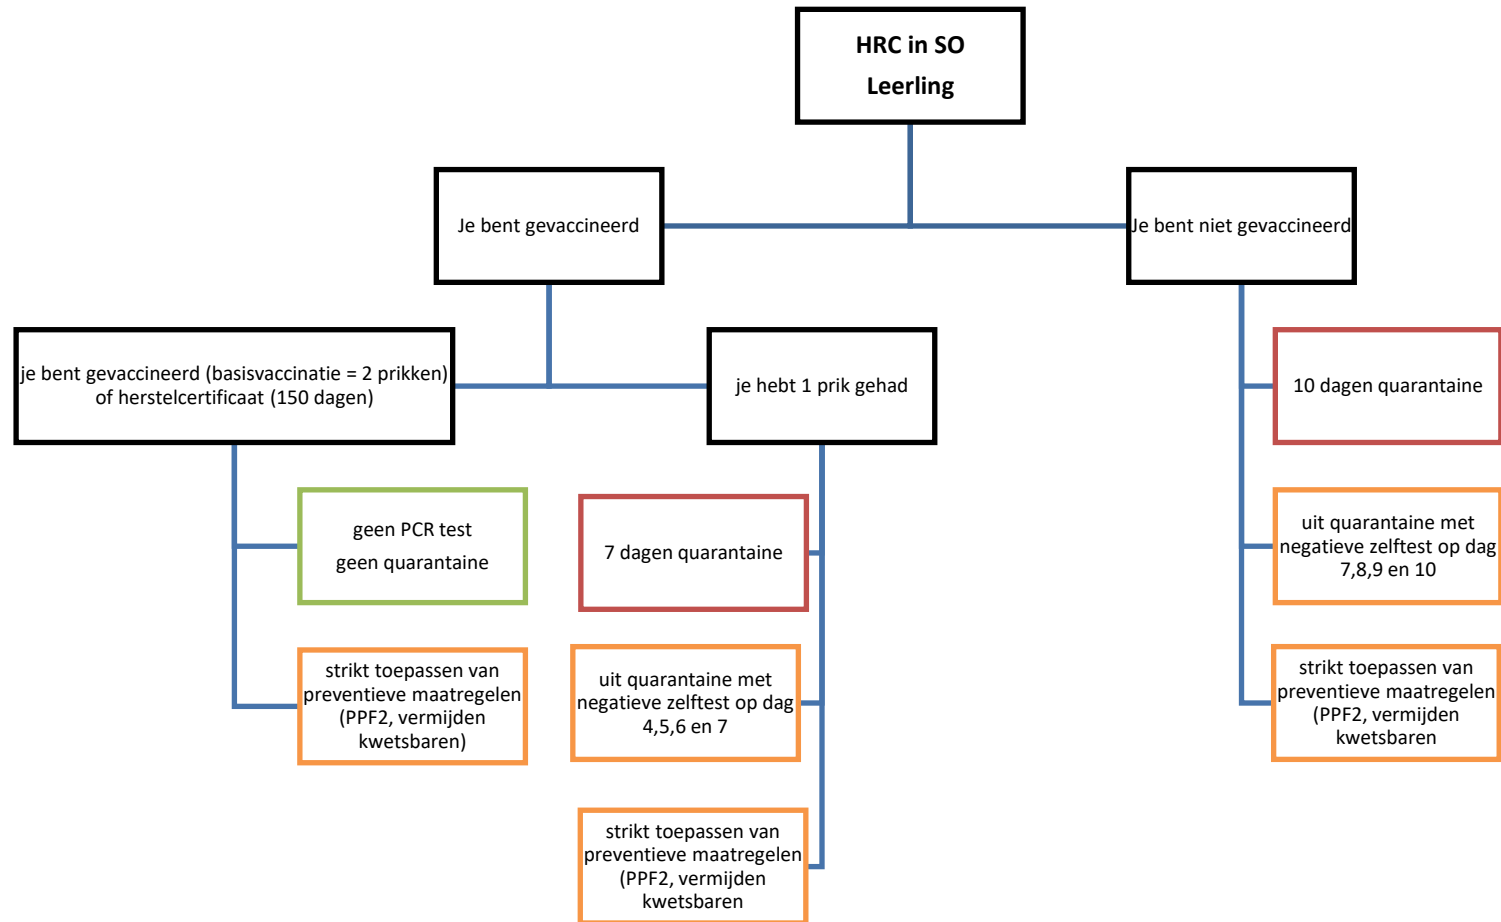 HRC in SO
Leerling
Je bent gevaccineerd
Je bent niet gevaccineerd
je bent gevaccineerd (basisvaccinatie = 2 prikken)
of herstelcertificaat (150 dagen)
je hebt 1 prik gehad
10 dagen quarantaine
geen PCR test
geen quarantaine
7 dagen quarantaine
uit quarantaine met
negatieve zelftest op dag
7,8,9 en 10
strikt toepassen van
preventieve maatregelen
(PPF2, vermijden
kwetsbaren)
uit quarantaine met
negatieve zelftest op dag
4,5,6 en 7
strikt toepassen van
preventieve maatregelen
(PPF2, vermijden
kwetsbaren
strikt toepassen van
preventieve maatregelen
(PPF2, vermijden
kwetsbaren